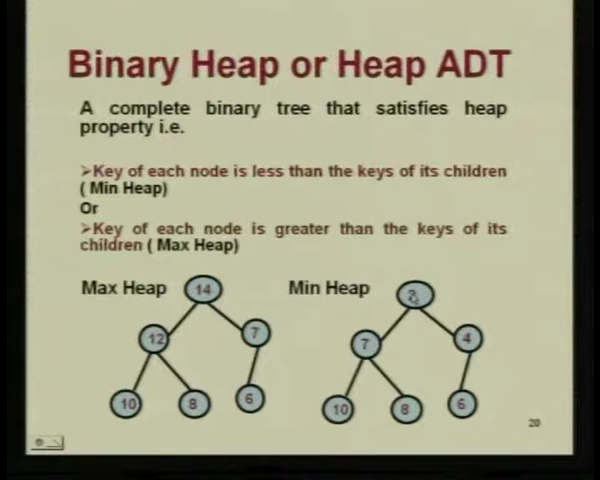 Binary Heap or Heap ADT
A complete binary tree that satisfies heap
property i.e.
➢Key of each node is less than the keys of its children
( Min Heap)
Or
➢Key of each node is greater than the keys of its
children ( Max Heap)
Max Heap 14 Min Heap
12 7 7 4
10 8 6 10 8 6
20